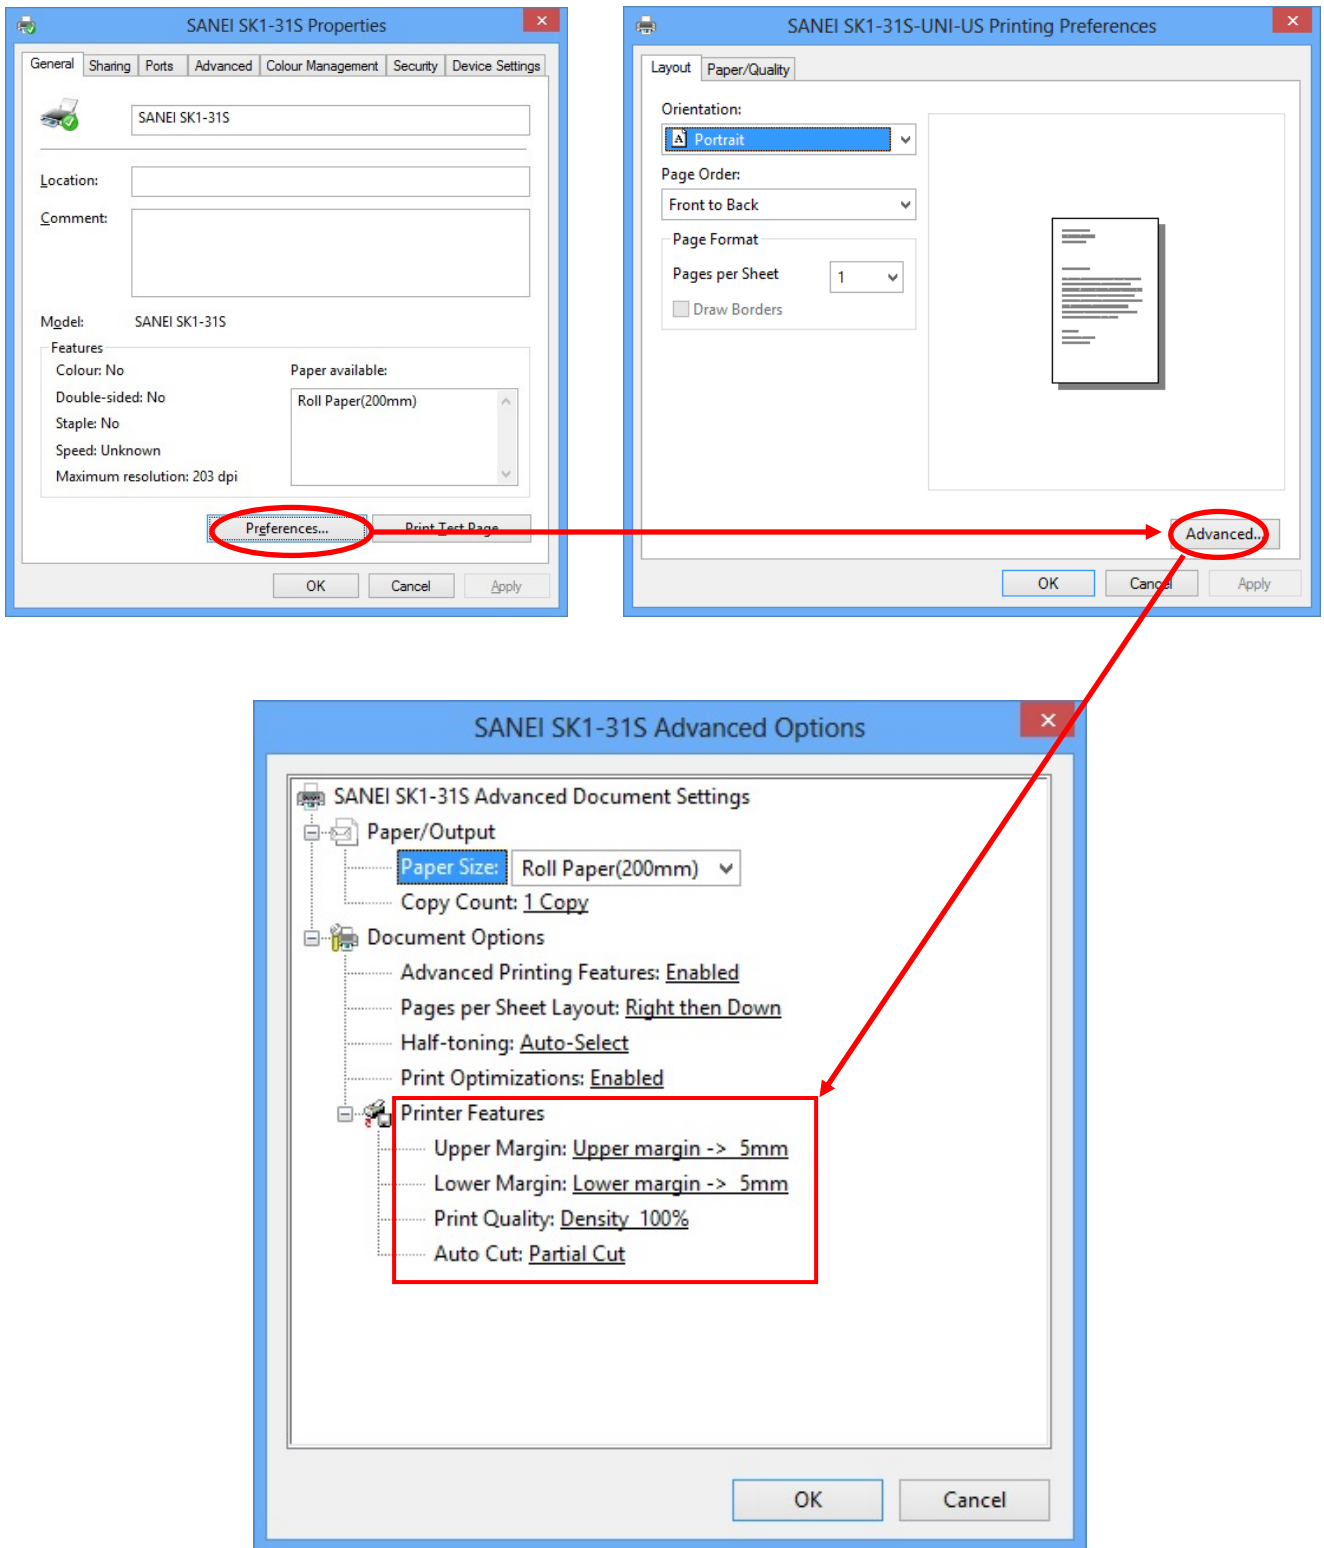 SANEI SK1-31S Properties
General Sharing Ports Advanced Colour Management Security Device Settings
SANEI SK1-31S
Location:
Comment:
Model: SANEI SK1-31S
Features
Colour: No Paper available:
Double-sided: No Roll Paper(200mm)
Staple: No
Speed: Unknown
Maximum resolution: 203 dpi
Preferences... Print Test Page
OK Cancel Apply
SANEI SK1-31S-UNI-US Printing Preferences
Layout Paper/Quality
Orientation:
A Portrait
Page Order:
Front to Back
Page Format
Pages per Sheet 1
Draw Borders
Advanced...
OK Cancel Apply
SANEI SK1-31S Advanced Options
SANEI SK1-31S Advanced Document Settings
Paper/Output
Paper Size: Roll Paper(200mm)
Copy Count: 1 Copy
Document Options
Advanced Printing Features: Enabled
Pages per Sheet Layout: Right then Down
Half-toning: Auto-Select
Print Optimizations: Enabled
Printer Features
Upper Margin: Upper margin -> 5mm
Lower Margin: Lower margin -> 5mm
Print Quality: Density 100%
Auto Cut: Partial Cut
OK Cancel